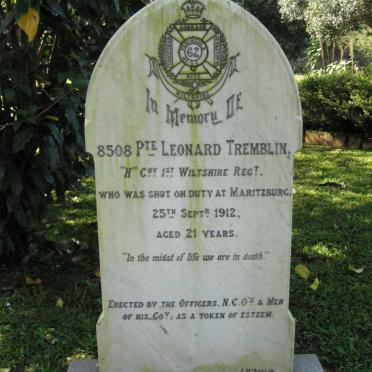 62
WILTSHIRE
In Memory OF
8508 PTE LEONARD TREMBLIN,
"H" COY 1ST WILTSHIRE REGT,
WHO WAS SHOT ON DUTY AT MARITZBURG,
25TH SEPTR 1912,
AGED 21 YEARS.
"In the midst of life we are in death."
ERECTED BY THE OFFICERS, N.C.O'S & MEN
OF HIS COY; AS A TOKEN OF ESTEEM.